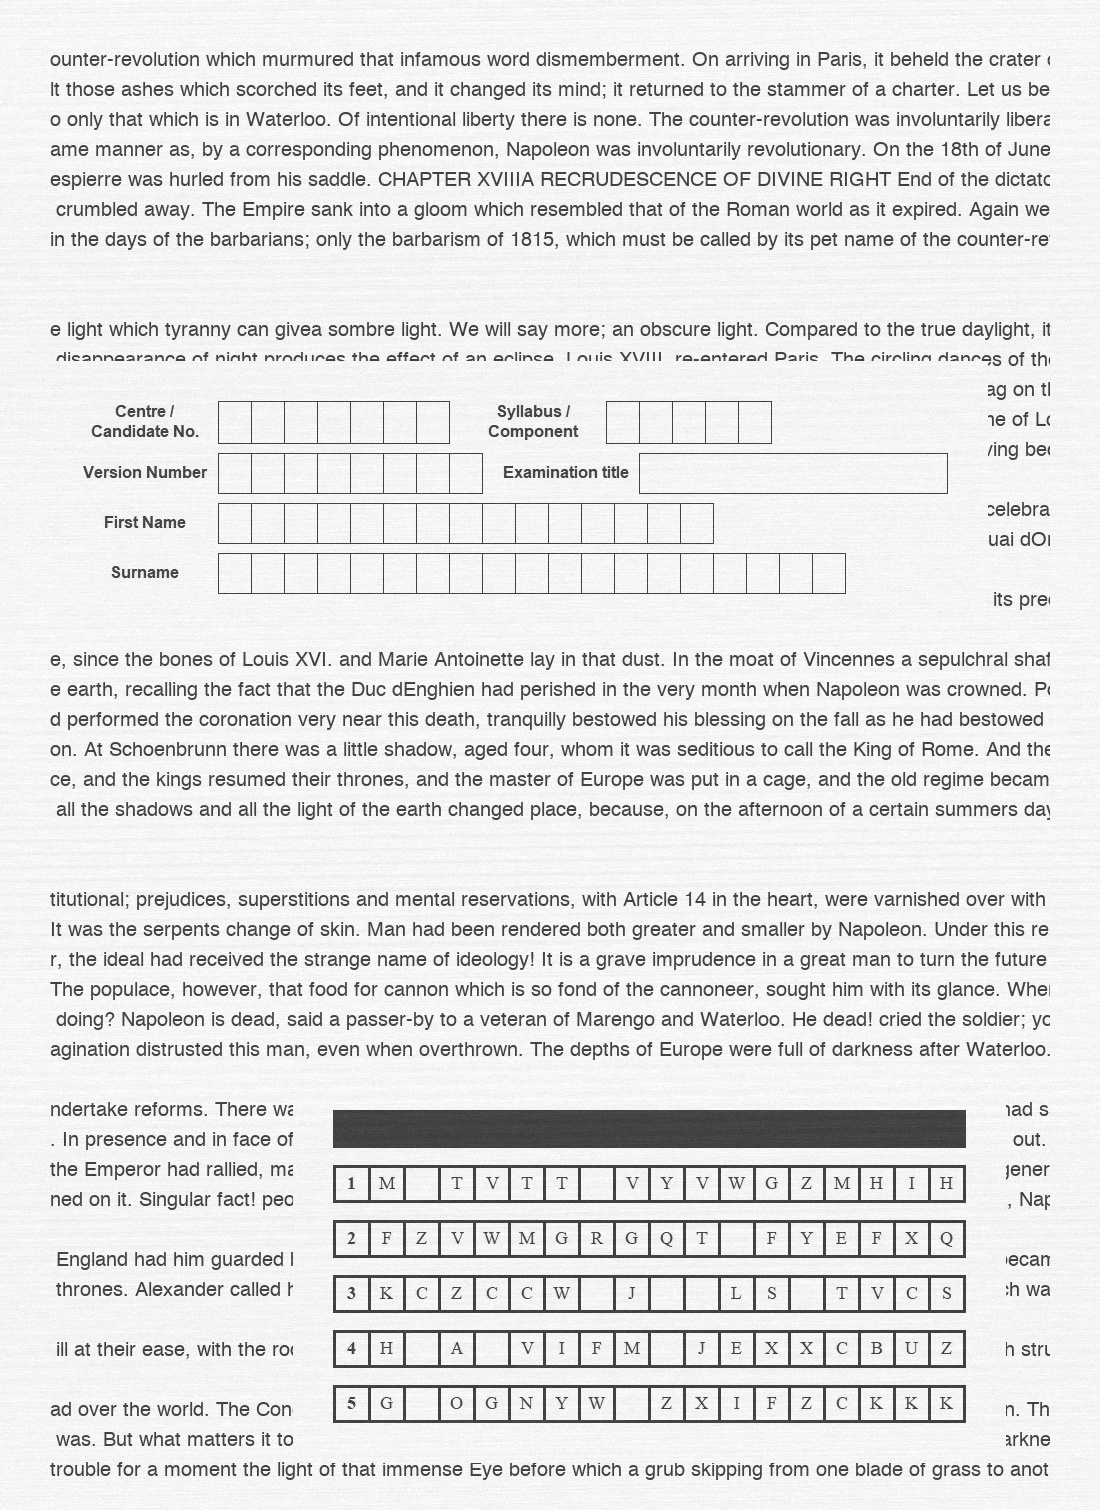 ounter-revolution which murmured that infamous word dismemberment. On arriving in Paris, it beheld the crater
lt those ashes which scorched its feet, and it changed its mind; it returned to the stammer of a charter. Let us be
o only that which is in Waterloo. Of intentional liberty there is none. The counter-revolution was involuntarily libera
ame manner as, by a corresponding phenomenon, Napoleon was involuntarily revolutionary. On the 18th of June
espierre was hurled from his saddle. CHAPTER XVIIIA RECRUDESCENCE OF DIVINE RIGHT End of the dictato
crumbled away. The Empire sank into a gloom which resembled that of the Roman world as it expired. Again we
in the days of the barbarians; only the barbarism of 1815, which must be called by its pet name of the counter-re
e light which tyranny can givea sombre light. We will say more; an obscure light. Compared to the true daylight, it
disappearance of night produces the effect of an eclipse. Louis XVIII. re-entered Paris. The circling dances of the
ag on th
ne of Lo
ving bec
celebra
uai dOr
its pre
Centre / Candidate No.
Syllabus / Component
Version Number
Examination title
First Name
Surname
e, since the bones of Louis XVI. and Marie Antoinette lay in that dust. In the moat of Vincennes a sepulchral shaf
e earth, recalling the fact that the Duc dEnghien had perished in the very month when Napoleon was crowned. Po
d performed the coronation very near this death, tranquilly bestowed his blessing on the fall as he had bestowed
on. At Schoenbrunn there was a little shadow, aged four, whom it was seditious to call the King of Rome. And the
ce, and the kings resumed their thrones, and the master of Europe was put in a cage, and the old regime becam
all the shadows and all the light of the earth changed place, because, on the afternoon of a certain summers day
titutional; prejudices, superstitions and mental reservations, with Article 14 in the heart, were varnished over with
It was the serpents change of skin. Man had been rendered both greater and smaller by Napoleon. Under this re
r, the ideal had received the strange name of ideology! It is a grave imprudence in a great man to turn the future
The populace, however, that food for cannon which is so fond of the cannoneer, sought him with its glance. Wher
doing? Napoleon is dead, said a passer-by to a veteran of Marengo and Waterloo. He dead! cried the soldier; yo
agination distrusted this man, even when overthrown. The depths of Europe were full of darkness after Waterloo.
ndertake reforms. There wa had s
. In presence and in face of out.
the Emperor had rallied, ma gener
ned on it. Singular fact! peo , Nap
England had him guarded becam
thrones. Alexander called h ch wa
ill at their ease, with the roo h stru
ad over the world. The Con n. Th
was. But what matters it to arkne
trouble for a moment the light of that immense Eye before which a grub skipping from one blade of grass to anot
1 M T V T T V Y V W G Z M H I H
2 F Z V W M G R G Q T F Y E F X Q
3 K C Z C C W J L S T V C S
4 H A V I F M J E X X C B U Z
5 G O G N Y W Z X I F Z C K K K